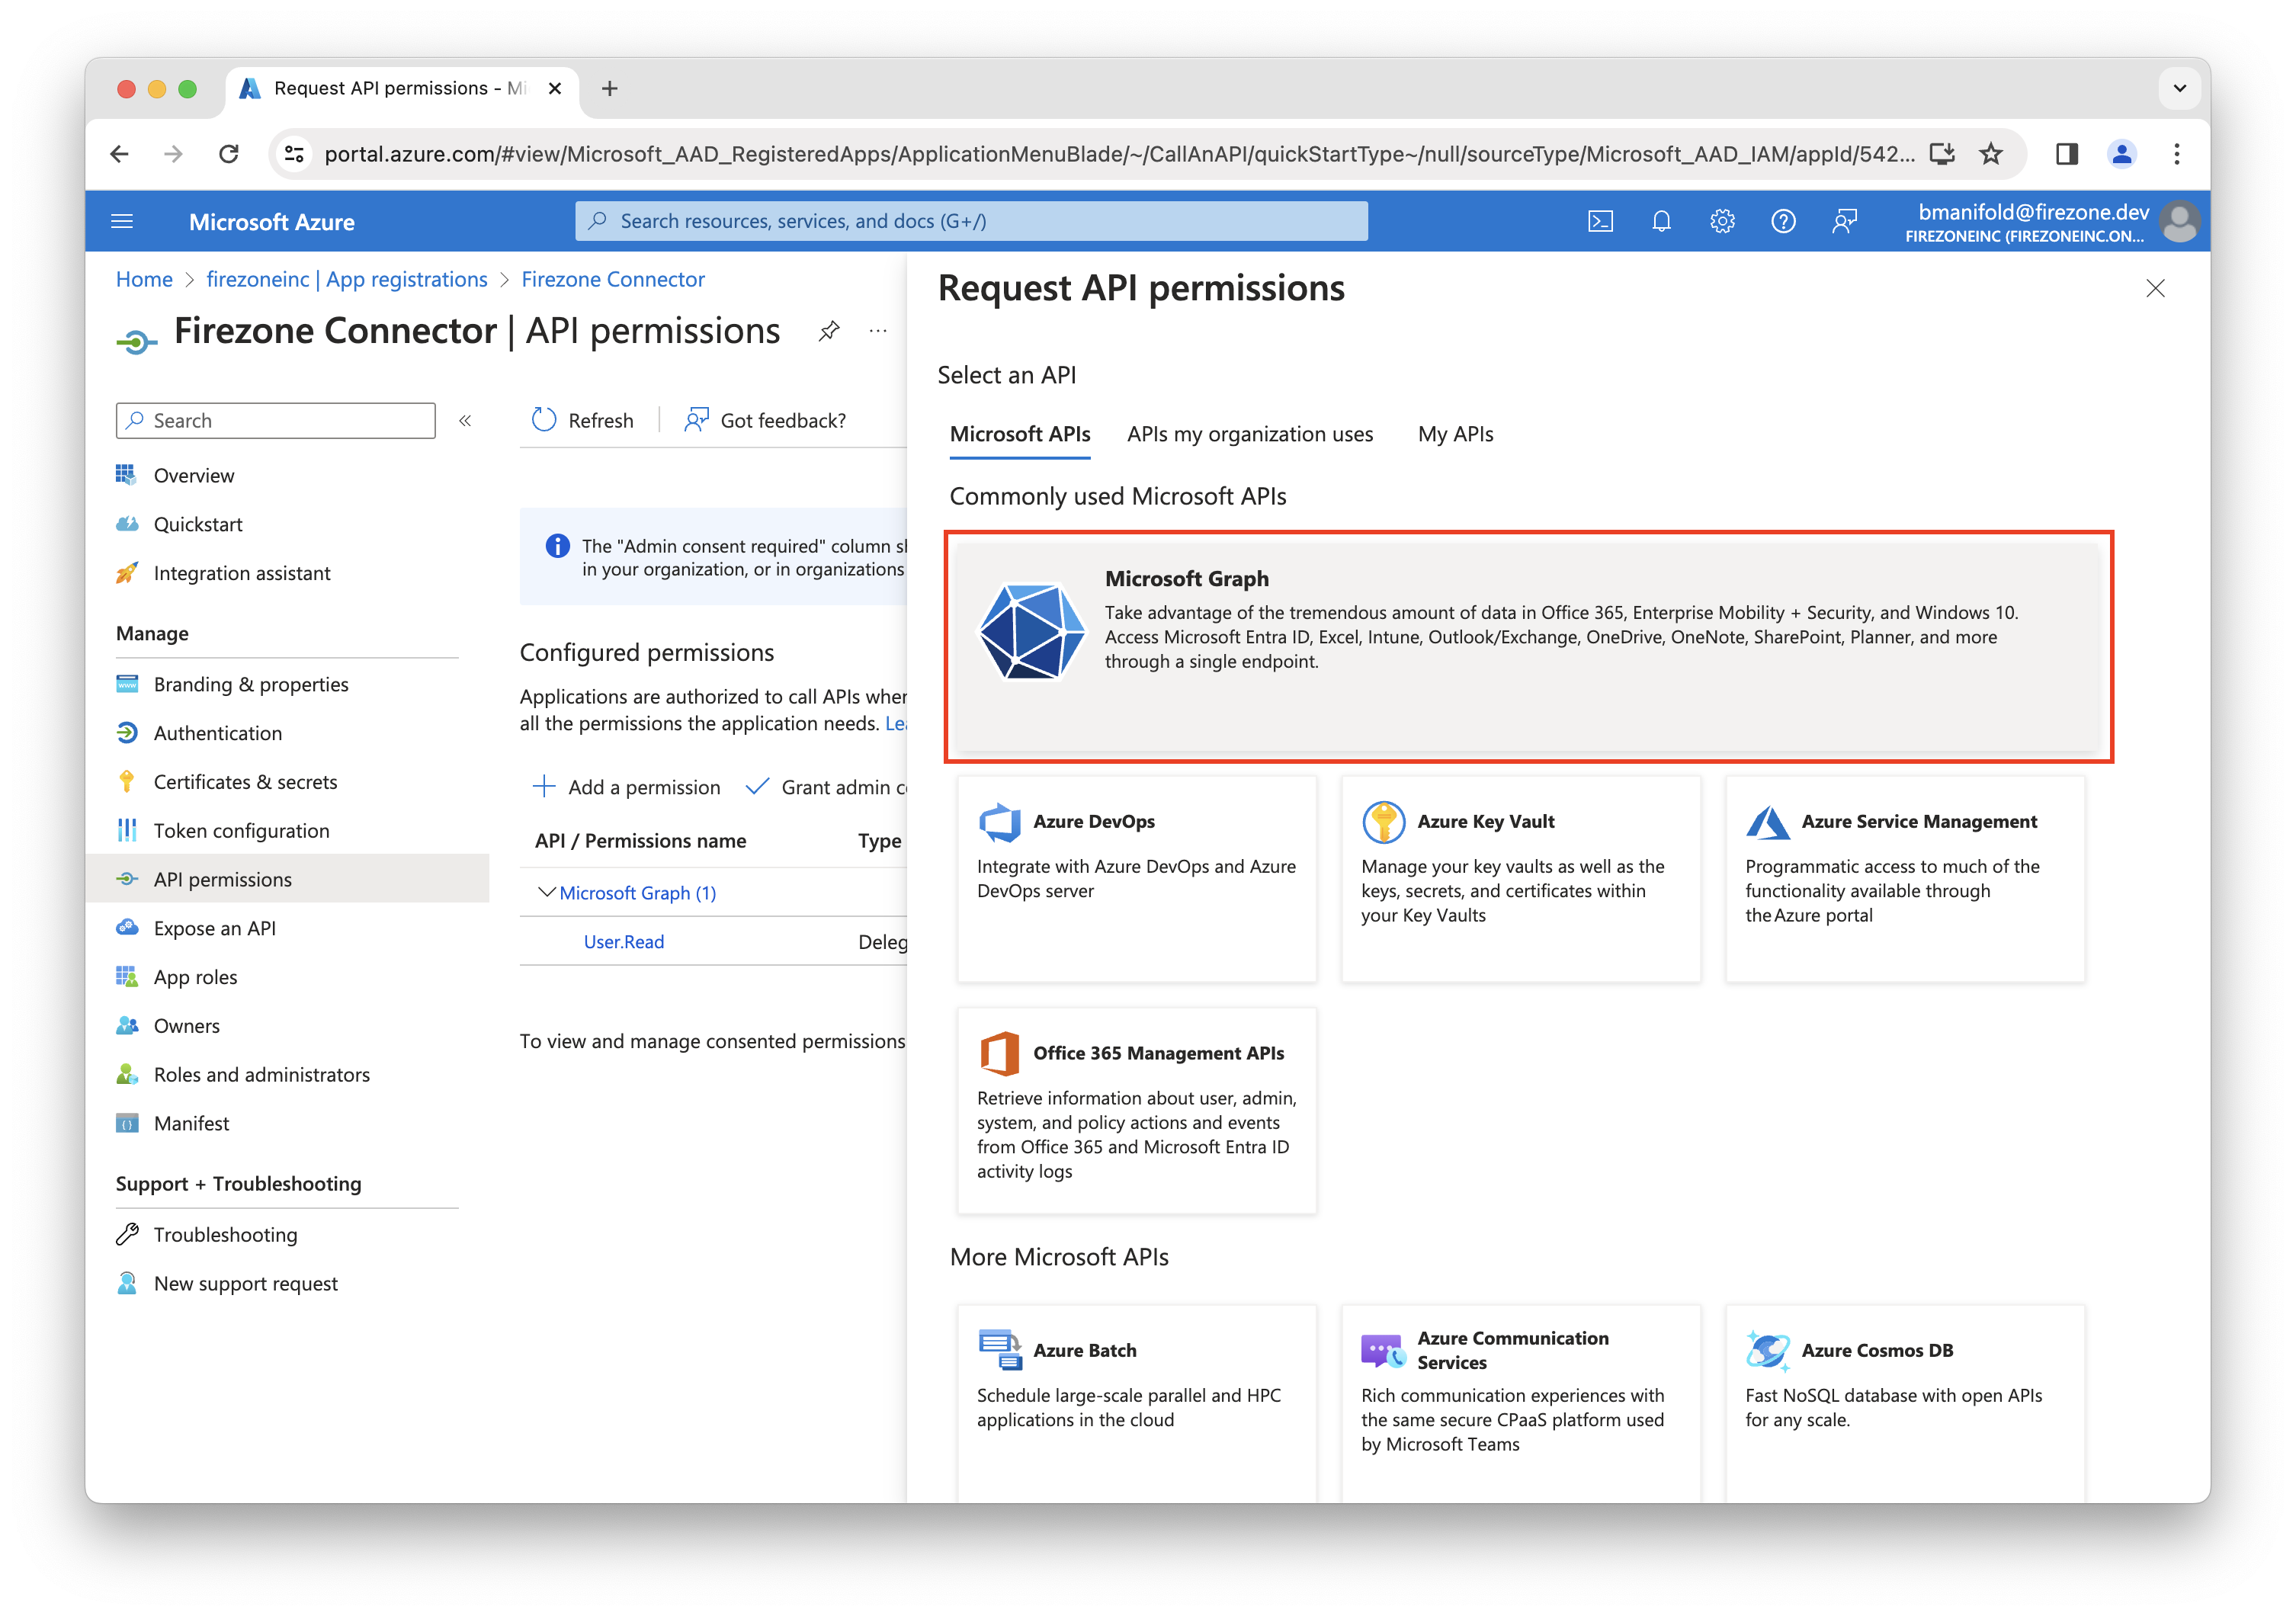 Request API permissions - Mi
portal.azure.com/#view/Microsoft_AAD_RegisteredApps/ApplicationMenuBlade/~/CallAnAPI/quickStartType~/null/sourceType/Microsoft_AAD_IAM/appId/542...
Microsoft Azure
Search resources, services, and docs (G+/)
bmanifold@firezone.dev
FIREZONEINC (FIREZONEINC.ON...
Home > firezoneinc | App registrations > Firezone Connector
Firezone Connector | API permissions
...
Search
«
Overview
Quickstart
Integration assistant
Manage
Branding & properties
Authentication
Certificates & secrets
Token configuration
API permissions
Expose an API
App roles
Owners
Roles and administrators
Manifest
Support + Troubleshooting
Troubleshooting
New support request
Refresh
Got feedback?
The "Admin consent required" column sl
in your organization, or in organizations
Configured permissions
Applications are authorized to call APIs wher
all the permissions the application needs. Lea
Add a permission
Grant admin co
API / Permissions name Type
Microsoft Graph (1)
User.Read Deleg
To view and manage consented permissions
Request API permissions
Select an API
Microsoft APIs APIs my organization uses My APIs
Commonly used Microsoft APIs
Microsoft Graph
Take advantage of the tremendous amount of data in Office 365, Enterprise Mobility + Security, and Windows 10.
Access Microsoft Entra ID, Excel, Intune, Outlook/Exchange, OneDrive, OneNote, SharePoint, Planner, and more
through a single endpoint.
Azure DevOps
Integrate with Azure DevOps and Azure
DevOps server
Azure Key Vault
Manage your key vaults as well as the
keys, secrets, and certificates within
your Key Vaults
Azure Service Management
Programmatic access to much of the
functionality available through
the Azure portal
Office 365 Management APIs
Retrieve information about user, admin,
system, and policy actions and events
from Office 365 and Microsoft Entra ID
activity logs
More Microsoft APIs
Azure Batch
Schedule large-scale parallel and HPC
applications in the cloud
Azure Communication
Services
Rich communication experiences with
the same secure CPaaS platform used
by Microsoft Teams
Azure Cosmos DB
Fast NoSQL database with open APIs
for any scale.